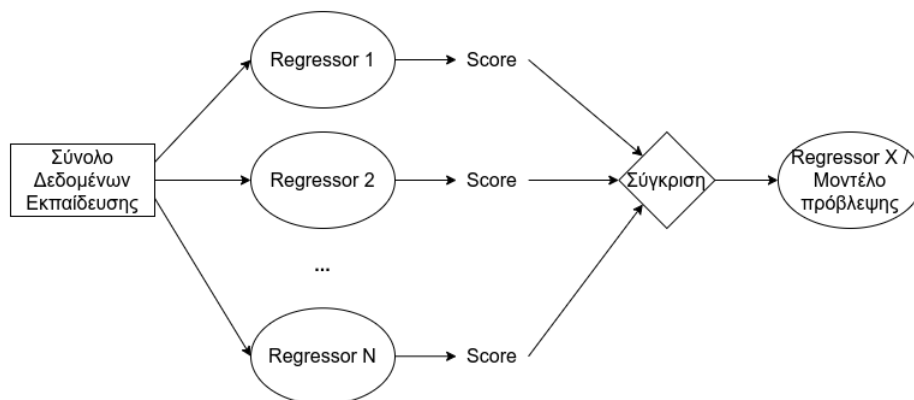 Regressor 1
Score
Σύνολο
Δεδομένων
Εκπαίδευσης
Regressor 2
Score
Σύγκριση
Regressor X /
Μοντέλο
πρόβλεψης
...
Regressor N
Score